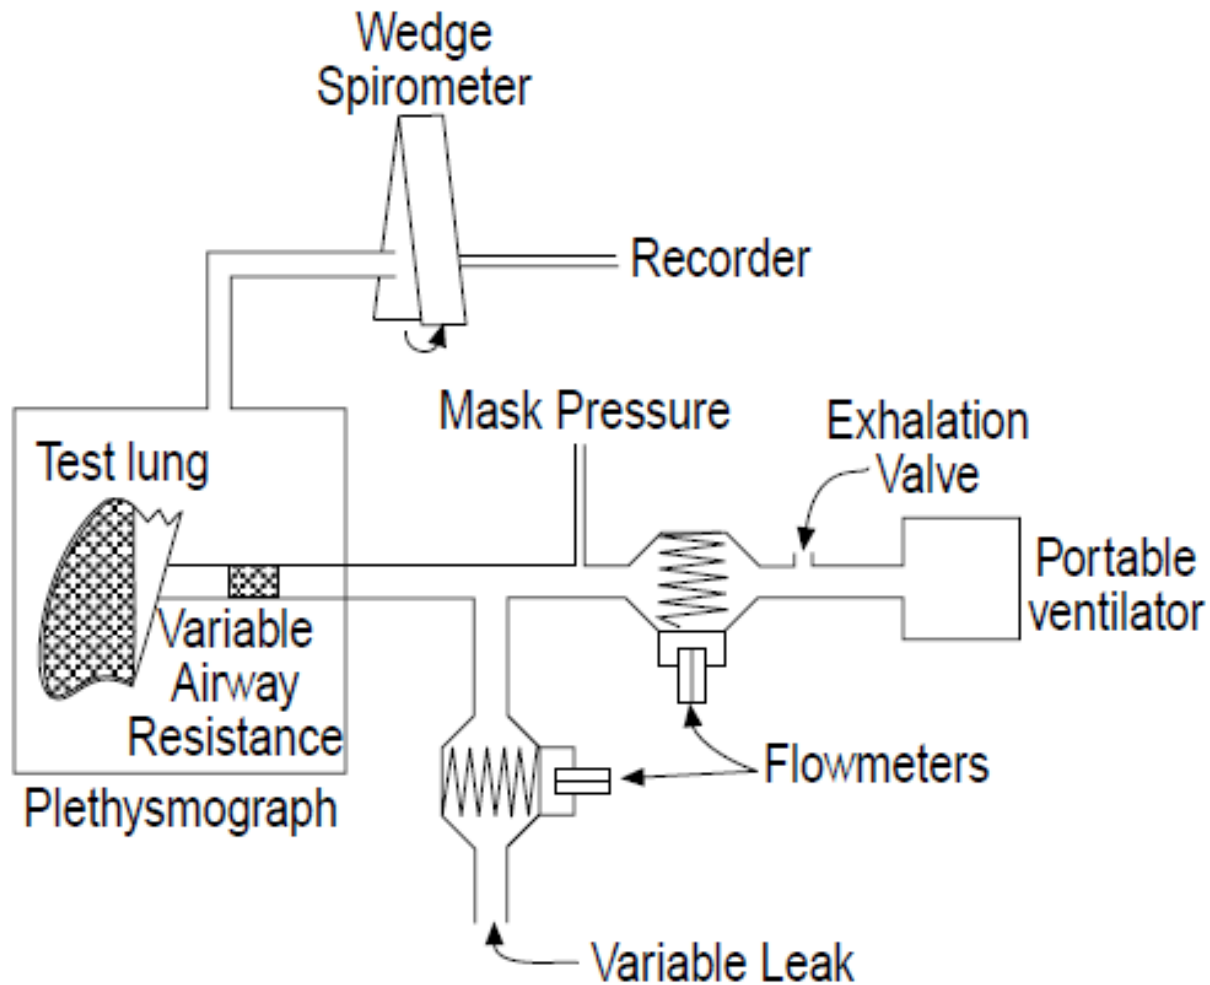 Wedge
Spirometer
Recorder
Mask Pressure
Exhalation
Valve
Test lung
Portable
ventilator
Variable
Airway
Resistance
Flowmeters
Plethysmograph
Variable Leak